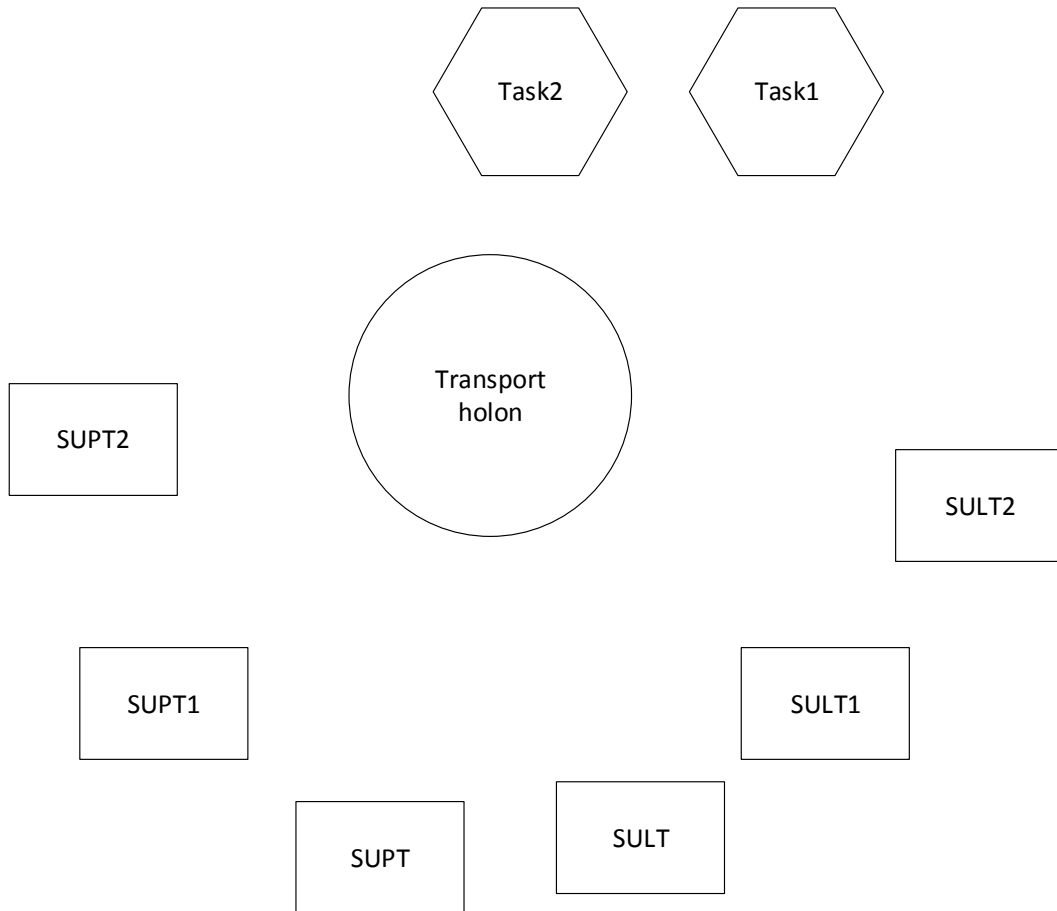 Task2
Task1
Transport
holon
SUPT2
SULT2
SUPT1
SULT1
SUPT
SULT